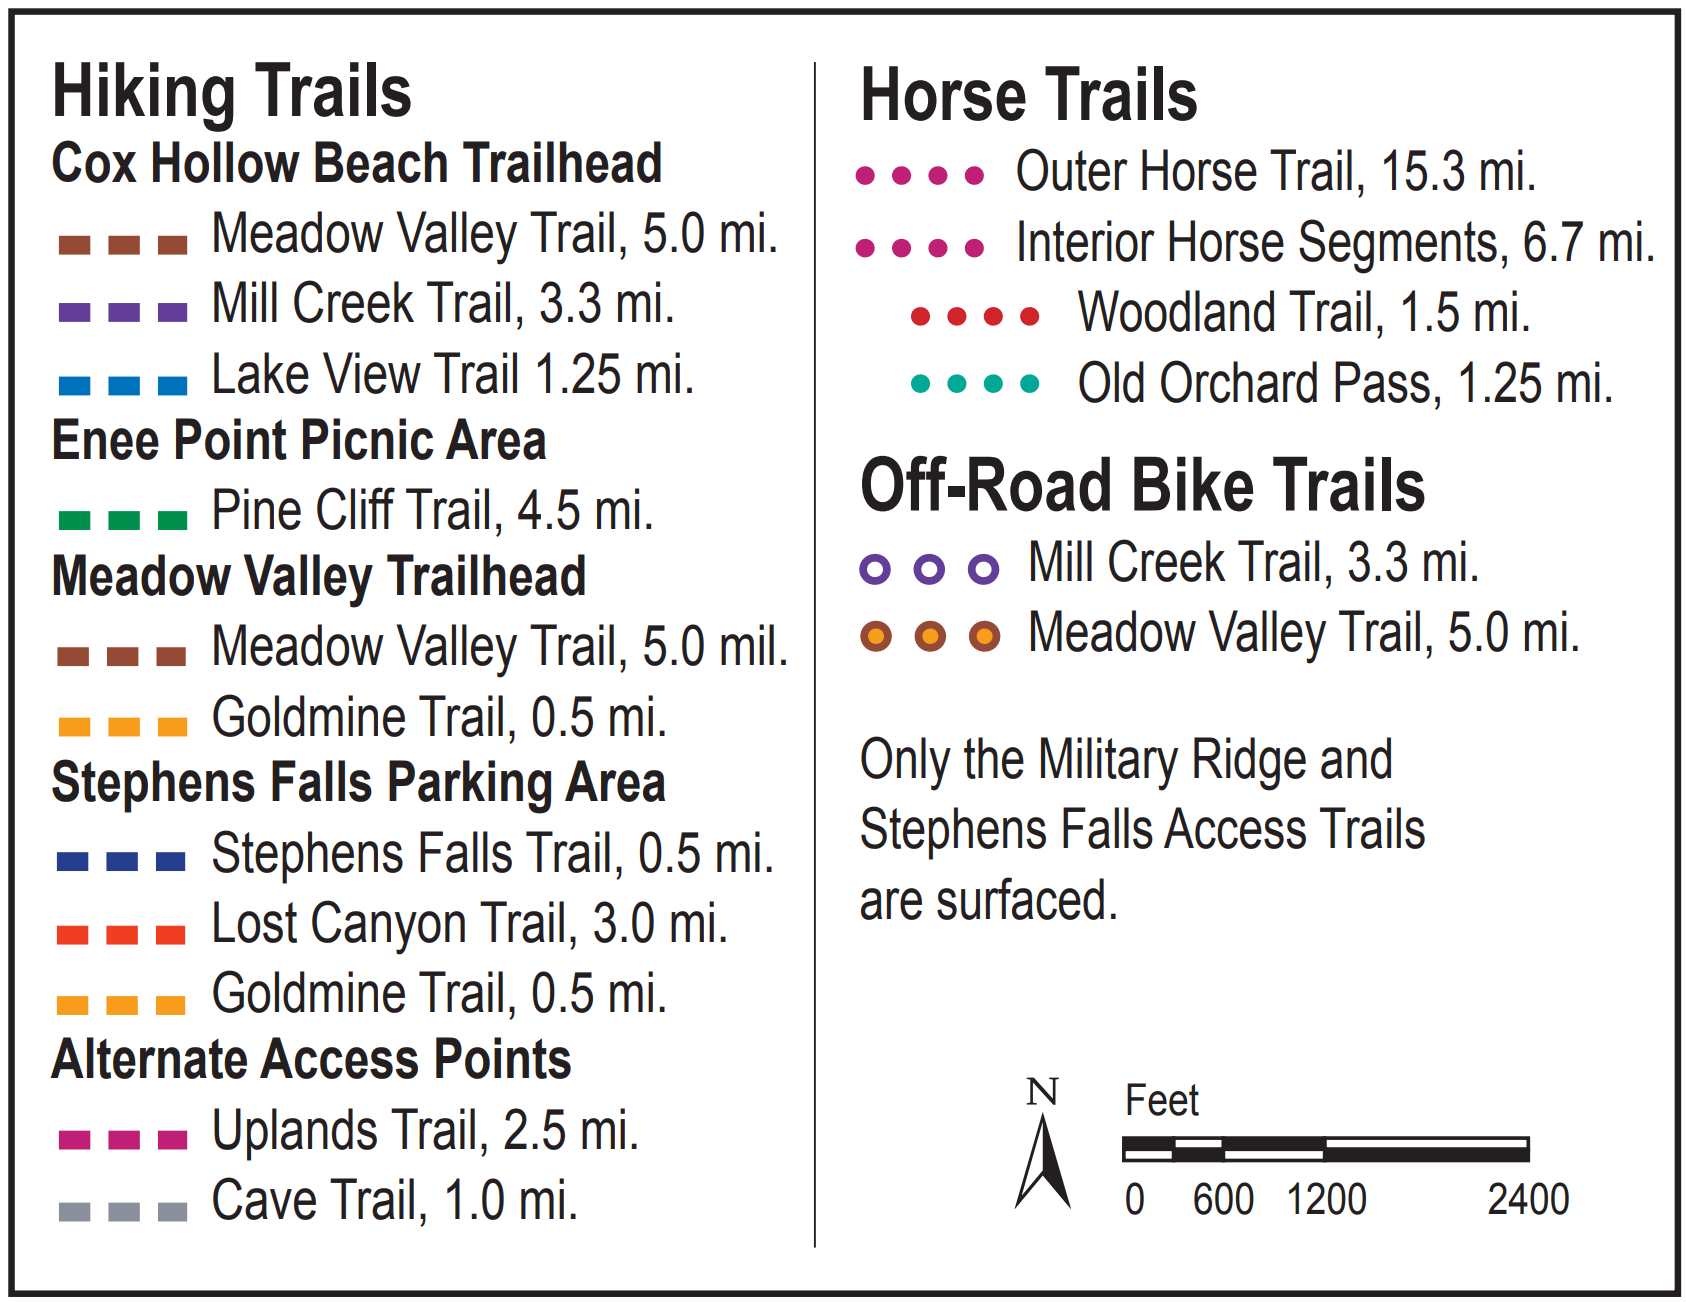 Hiking Trails
Cox Hollow Beach Trailhead
Meadow Valley Trail, 5.0 mi.
Mill Creek Trail, 3.3 mi.
Lake View Trail 1.25 mi.
Enee Point Picnic Area
Pine Cliff Trail, 4.5 mi.
Meadow Valley Trailhead
Meadow Valley Trail, 5.0 mil.
Goldmine Trail, 0.5 mi.
Stephens Falls Parking Area
Stephens Falls Trail, 0.5 mi.
Lost Canyon Trail, 3.0 mi.
Goldmine Trail, 0.5 mi.
Alternate Access Points
Uplands Trail, 2.5 mi.
Cave Trail, 1.0 mi.
Horse Trails
Outer Horse Trail, 15.3 mi.
Interior Horse Segments, 6.7 mi.
Woodland Trail, 1.5 mi.
Old Orchard Pass, 1.25 mi.
Off-Road Bike Trails
Mill Creek Trail, 3.3 mi.
Meadow Valley Trail, 5.0 mi.
Only the Military Ridge and
Stephens Falls Access Trails
are surfaced.
N
Feet
0 600 1200 2400